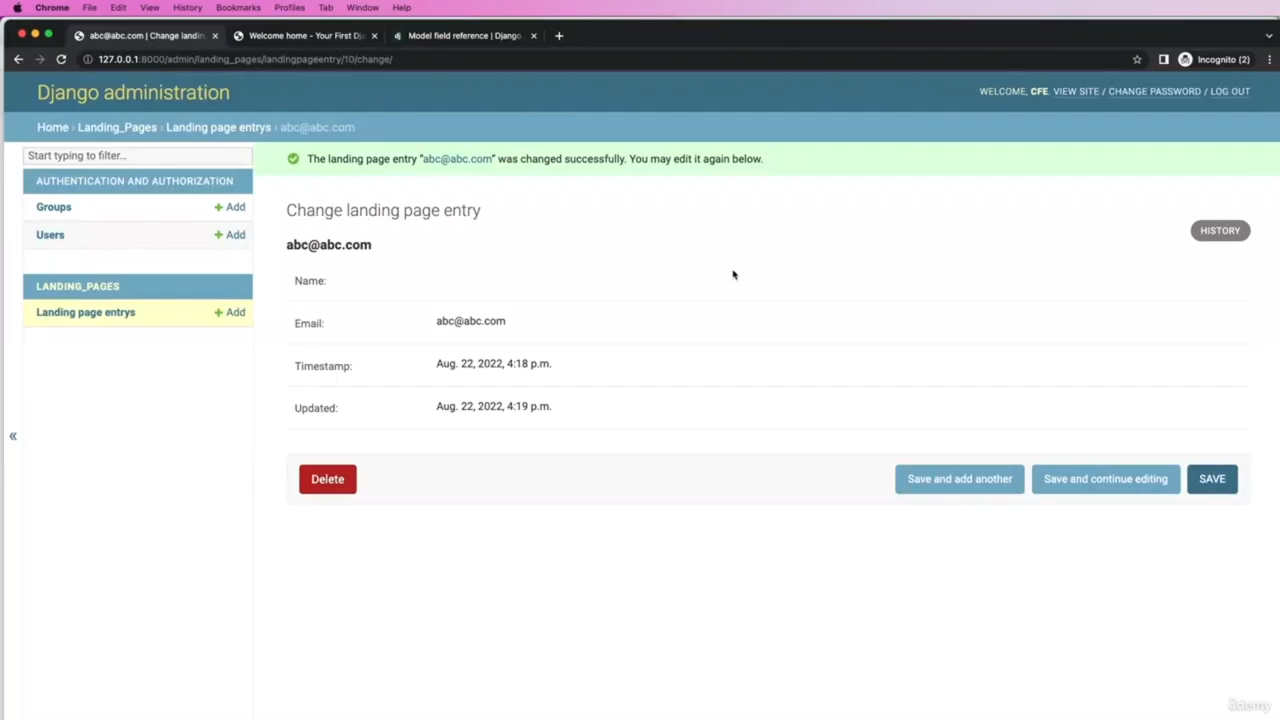 Chrome File Edit View History Bookmarks Profiles Tab Window Help
abc@abc.com | Change landin
Welcome home - Your First Dj
Model field reference | Django
127.0.0.1:8000/admin/landing_pages/landingpageentry/10/change/
Incognito (2)
Django administration
WELCOME, CFE. VIEW SITE / CHANGE PASSWORD / LOG OUT
Home › Landing_Pages › Landing page entrys › abc@abc.com
Start typing to filter...
AUTHENTICATION AND AUTHORIZATION
Groups + Add
Users + Add
LANDING_PAGES
Landing page entrys + Add
«
The landing page entry “abc@abc.com” was changed successfully. You may edit it again below.
Change landing page entry
HISTORY
abc@abc.com
Name:
Email: abc@abc.com
Timestamp: Aug. 22, 2022, 4:18 p.m.
Updated: Aug. 22, 2022, 4:19 p.m.
Delete
Save and add another
Save and continue editing
SAVE
ûdemy